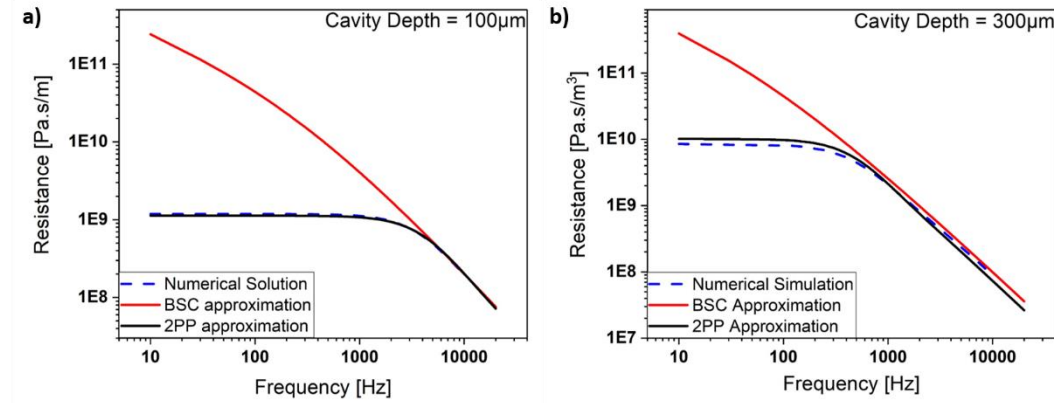 a)
Cavity Depth = 100μm
Resistance [Pa.s/m]
1E11
1E10
1E9
1E8
Numerical Solution
BSC approximation
2PP approximation
10
100
1000
10000
Frequency [Hz]
b)
Cavity Depth = 300μm
Resistance [Pa.s/m³]
1E11
1E10
1E9
1E8
1E7
Numerical Simulation
BSC Approximation
2PP Approximation
10
100
1000
10000
Frequency [Hz]